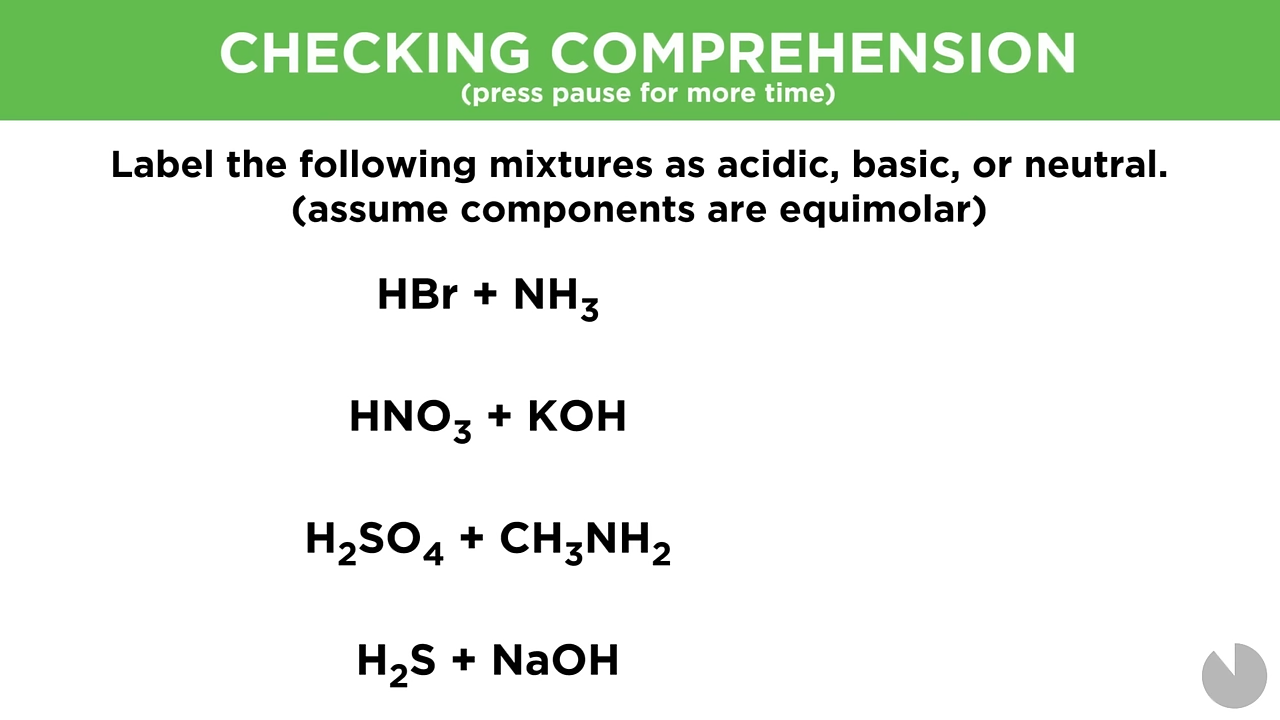 CHECKING COMPREHENSION
(press pause for more time)
Label the following mixtures as acidic, basic, or neutral.
(assume components are equimolar)
HBr + NH₃
HNO₃ + KOH
H₂SO₄ + CH₃NH₂
H₂S + NaOH